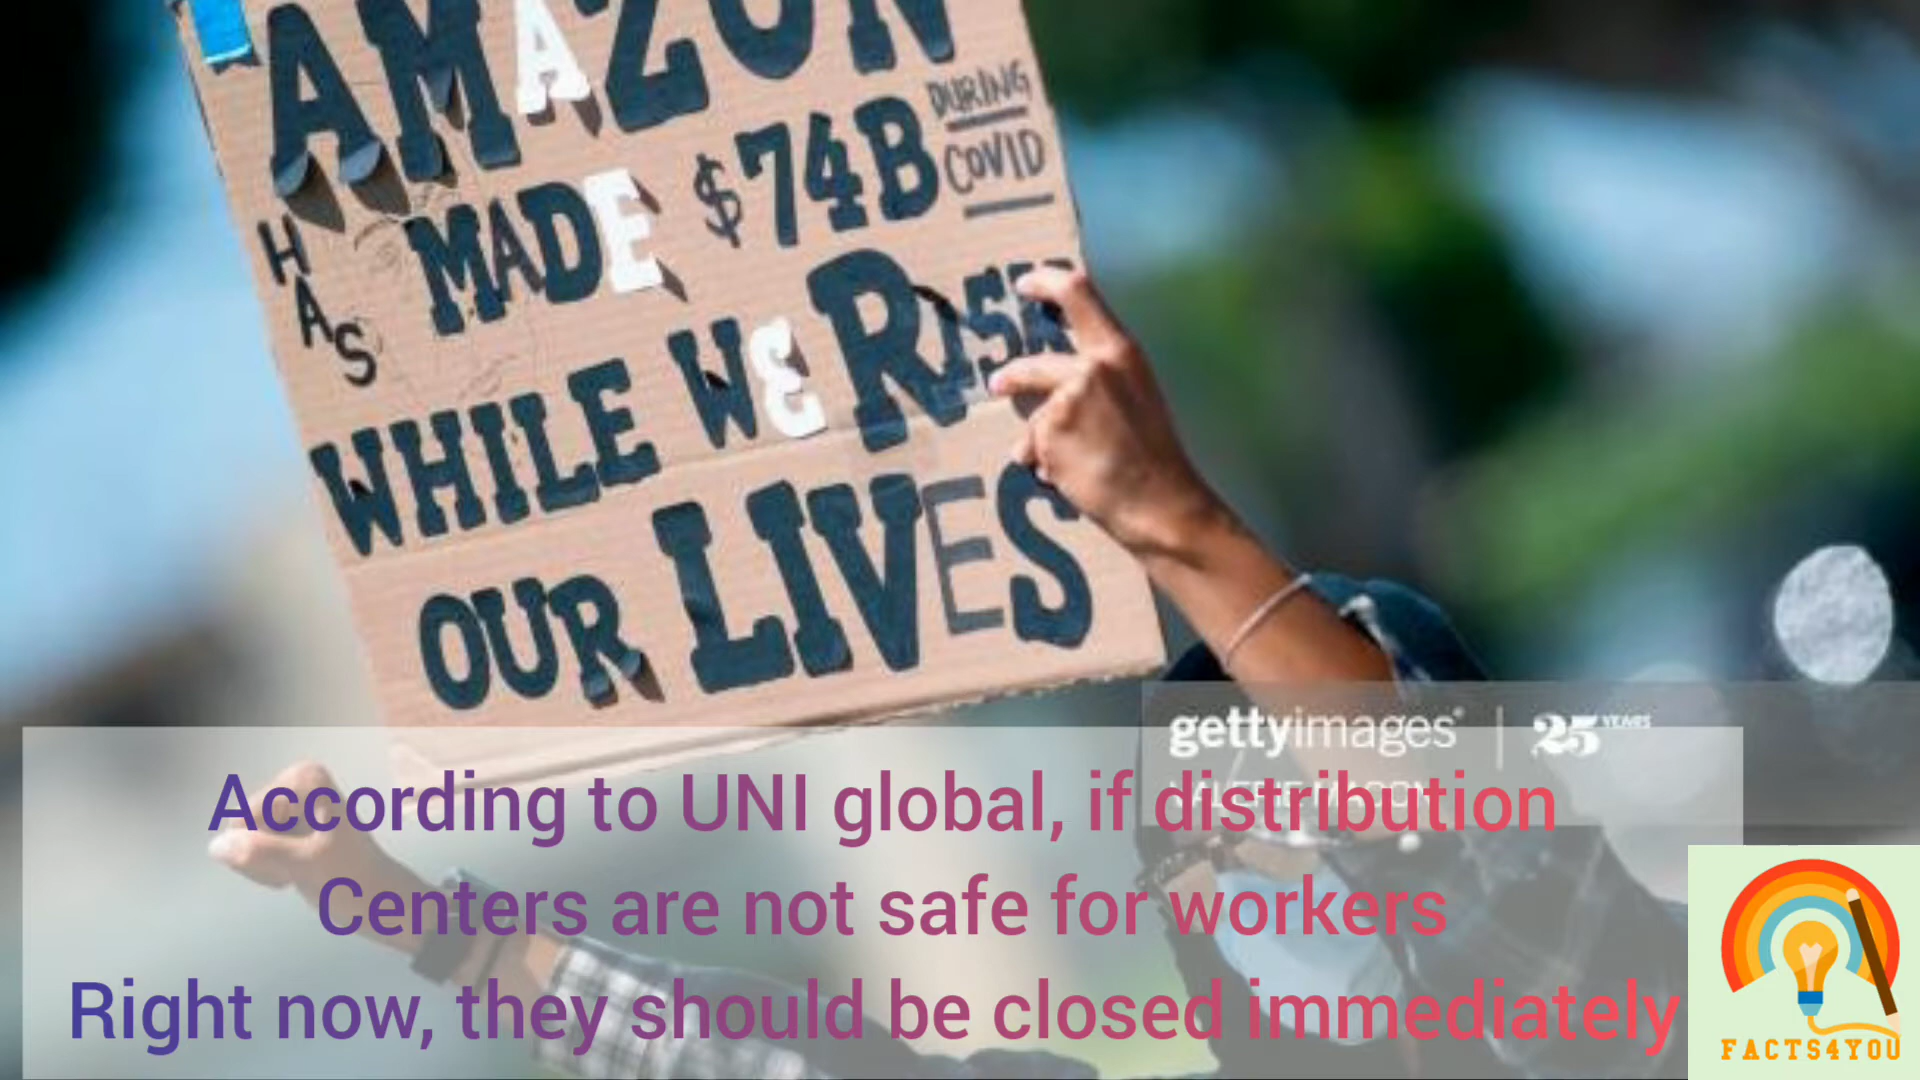 AMAZON
HAS MADE $74B DURING COVID
WHILE WE RISK
OUR LIVES
gettyimages® | 25 YEARS
According to UNI global, if distribution
Centers are not safe for workers
Right now, they should be closed immediately
FACTS4YOU